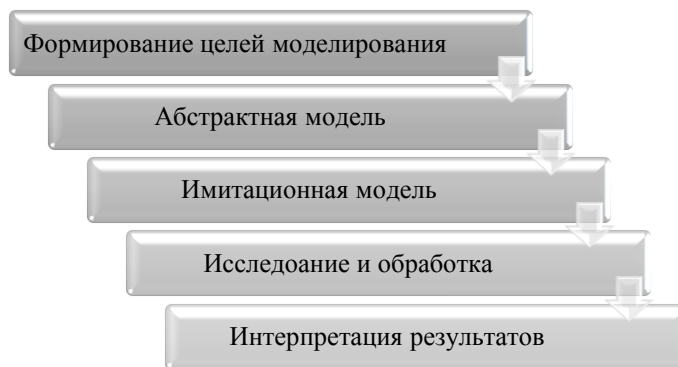 Формирование целей моделирования
Абстрактная модель
Имитационная модель
Исследоание и обработка
Интерпретация результатов